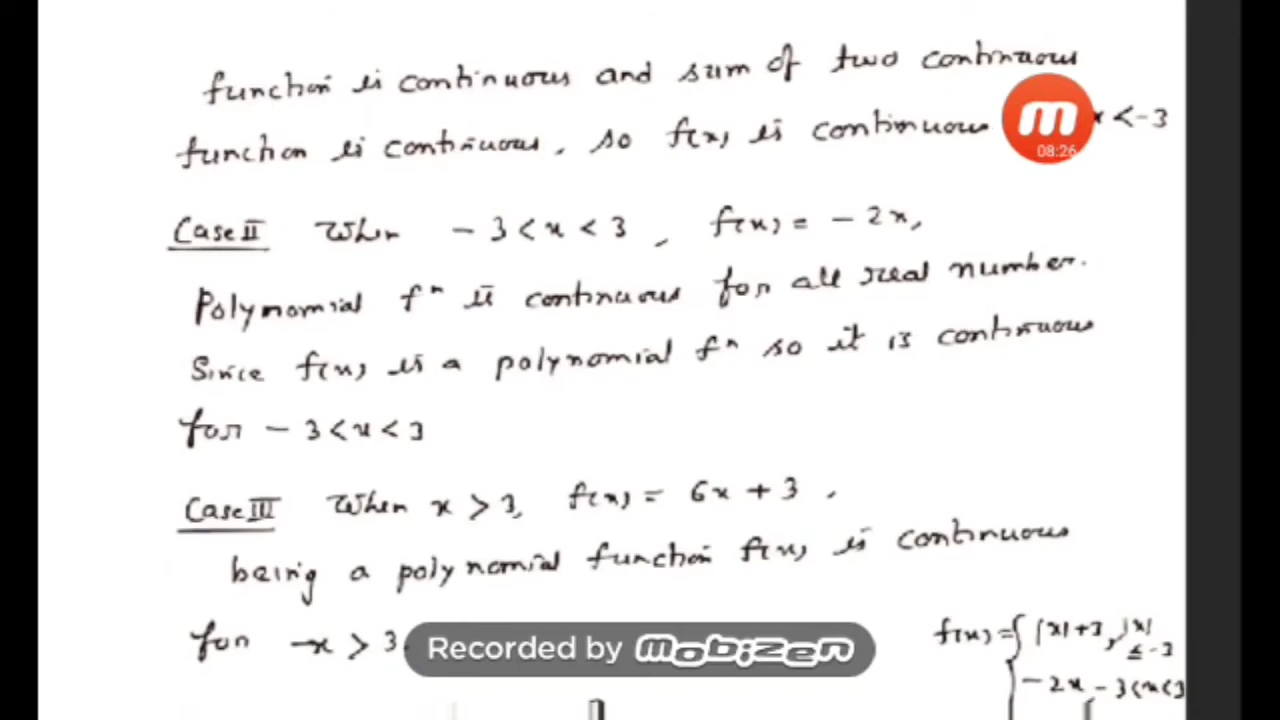 function is continuous and sum of two continuous
function is continuous, so f(x) is continuous x < -3
08:26
Case II When - 3 < x < 3, f(x) = - 2x,
Polynomial fn is continuous for all real number.
Since f(x) is a polynomial fn so it is continuous
for - 3 < x < 3
Case III When x > 3, f(x) = 6x + 3,
being a polynomial function f(x) is continuous
for x > 3.
Recorded by mobizen
f(x) = { |x| + 3, |x| ≤ -3
- 2x - 3 < x < 3